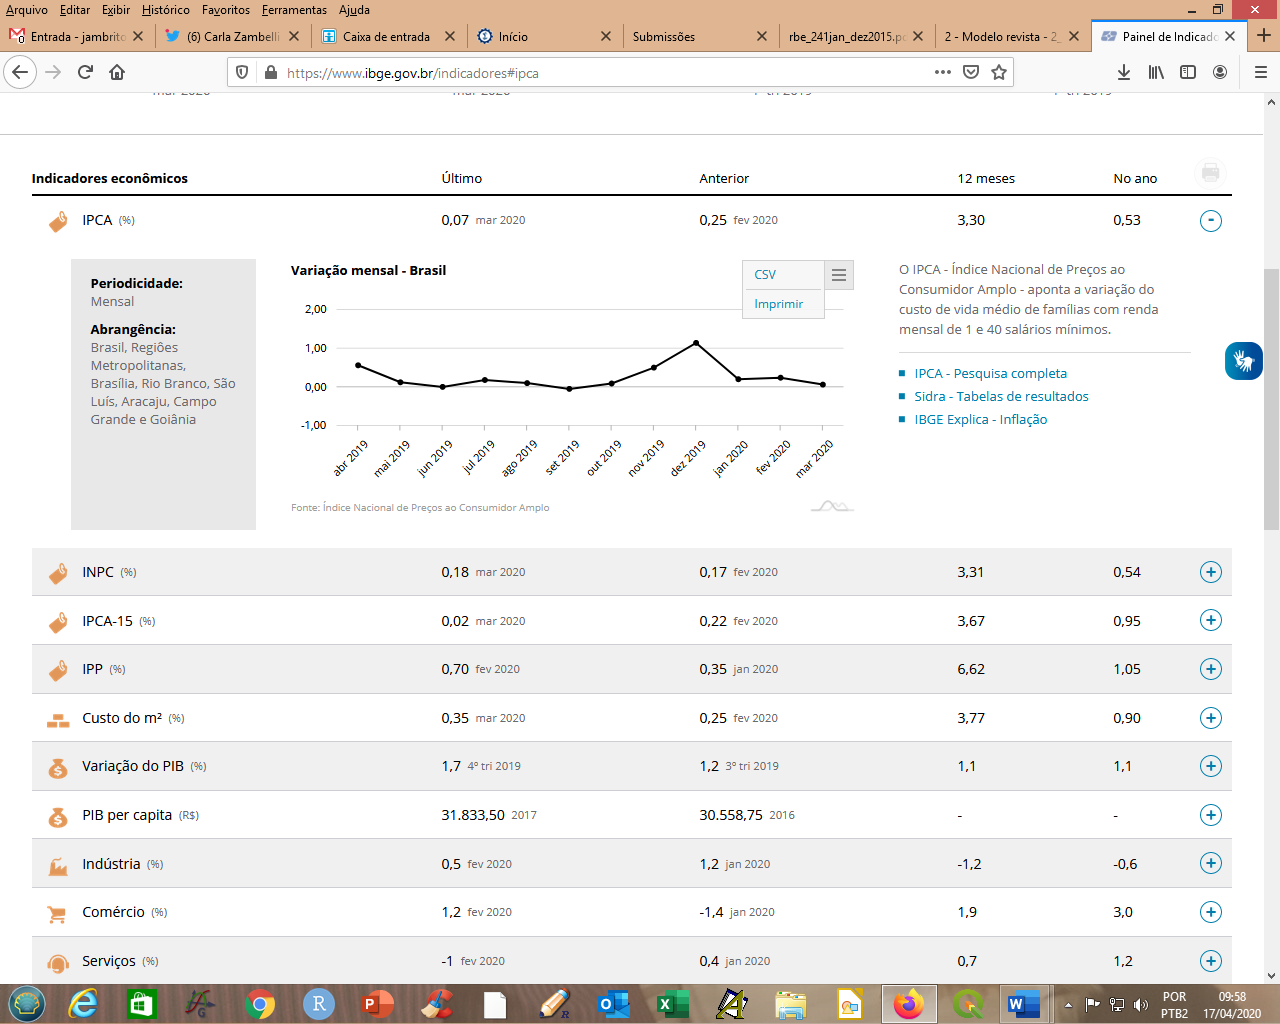 Arquivo Editar Exibir Histórico Favoritos Ferramentas Ajuda
Entrada - jambrito (6) Carla Zambelli Caixa de entrada Início Submissões rbe_241jan_dez2015.p 2 - Modelo revista - 2_ Painel de Indicado
https://www.ibge.gov.br/indicadores#ipca
mar 2020 mar 2020 1º tri 2019 1º tri 2019
Indicadores econômicos Último Anterior 12 meses No ano
IPCA (%) 0,07 mar 2020 0,25 fev 2020 3,30 0,53
Periodicidade:
Mensal
Abrangência:
Brasil, Regiões
Metropolitanas,
Brasília, Rio Branco, São
Luís, Aracaju, Campo
Grande e Goiânia
Variação mensal - Brasil
CSV
Imprimir
2,00
1,00
0,00
-1,00
abr 2019 mai 2019 jun 2019 jul 2019 ago 2019 set 2019 out 2019 nov 2019 dez 2019 jan 2020 fev 2020 mar 2020
Fonte: Índice Nacional de Preços ao Consumidor Amplo
O IPCA - Índice Nacional de Preços ao
Consumidor Amplo - aponta a variação do
custo de vida médio de famílias com renda
mensal de 1 e 40 salários mínimos.
IPCA - Pesquisa completa
Sidra - Tabelas de resultados
IBGE Explica - Inflação
INPC (%) 0,18 mar 2020 0,17 fev 2020 3,31 0,54
IPCA-15 (%) 0,02 mar 2020 0,22 fev 2020 3,67 0,95
IPP (%) 0,70 fev 2020 0,35 jan 2020 6,62 1,05
Custo do m² (%) 0,35 mar 2020 0,25 fev 2020 3,77 0,90
Variação do PIB (%) 1,7 4º tri 2019 1,2 3º tri 2019 1,1 1,1
PIB per capita (R$) 31.833,50 2017 30.558,75 2016 - -
Indústria (%) 0,5 fev 2020 1,2 jan 2020 -1,2 -0,6
Comércio (%) 1,2 fev 2020 -1,4 jan 2020 1,9 3,0
Serviços (%) -1 fev 2020 0,4 jan 2020 0,7 1,2
POR 09:58
PTB2 17/04/2020